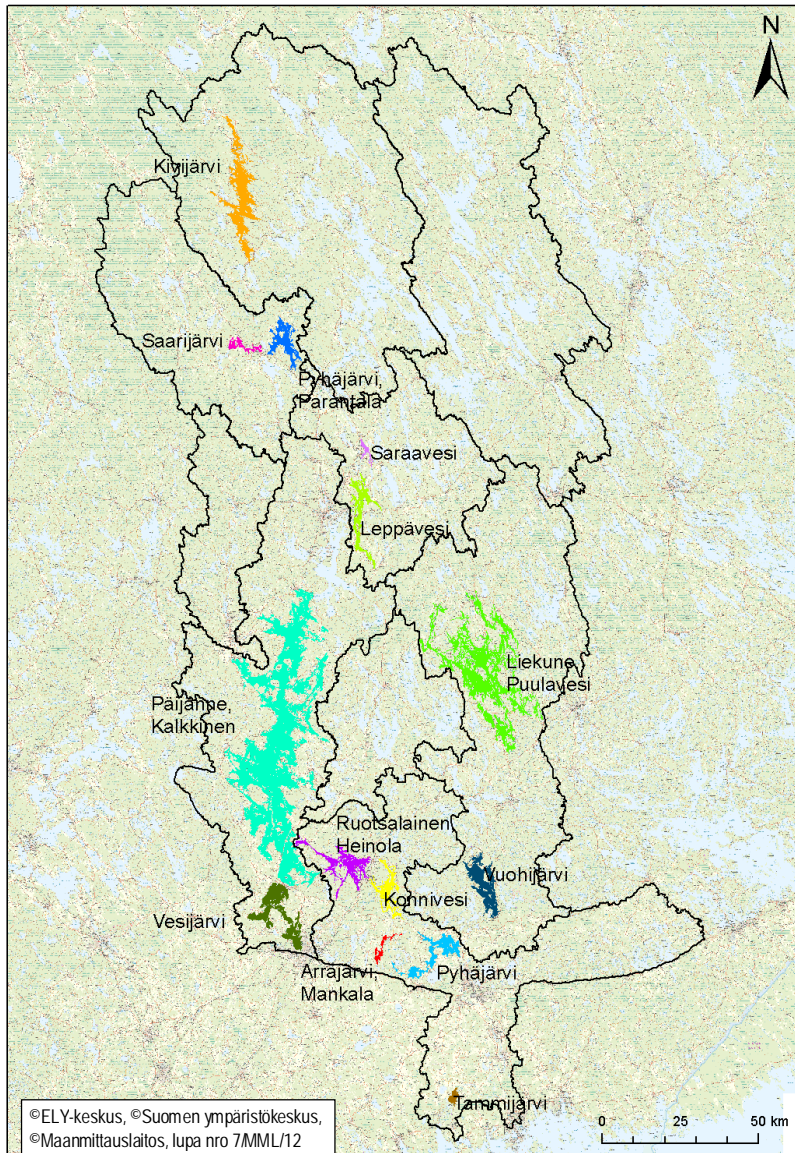 N
Kivijärvi
Saarijärvi
Pyhäjärvi,
Parantala
Saraavesi
Leppävesi
Liekune,
Puulavesi
Päijänne,
Kalkkinen
Ruotsalainen,
Heinola
Vuohijärvi
Konnivesi
Vesijärvi
Arrajärvi,
Mankala
Pyhäjärvi
Tammijärvi
©ELY-keskus, ©Suomen ympäristökeskus,
©Maanmittauslaitos, lupa nro 7/MML/12
0 25 50 km